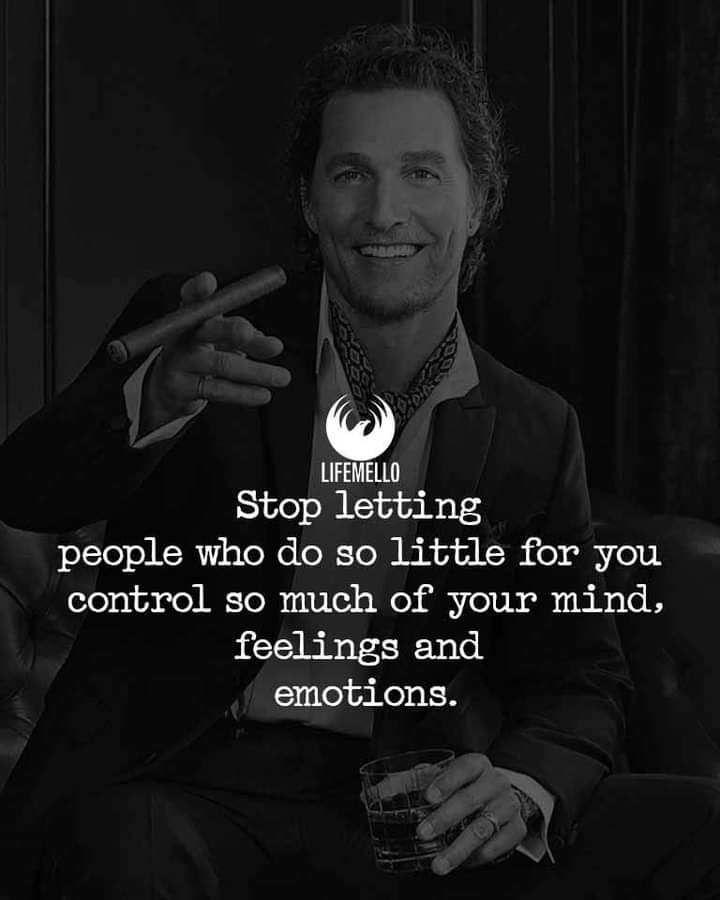 LIFEMELLO
Stop letting
people who do so little for you
control so much of your mind,
feelings and
emotions.